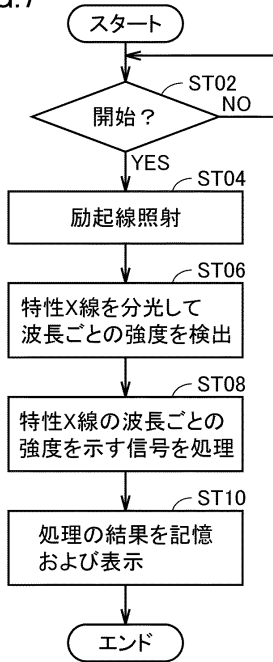 スタート
ST02
開始？
NO
YES
ST04
励起線照射
ST06
特性X線を分光して
波長ごとの強度を検出
ST08
特性X線の波長ごとの
強度を示す信号を処理
ST10
処理の結果を記憶
および表示
エンド